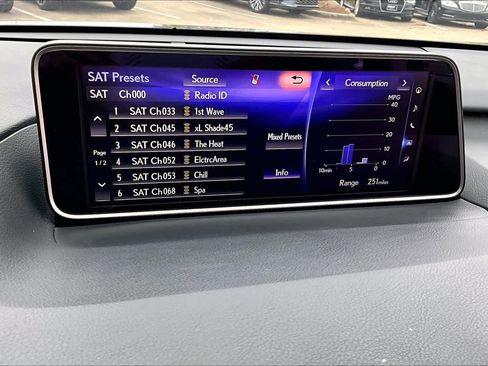 SAT Presets
Source
SAT Ch000 Radio ID
1 SAT Ch033 1st Wave
2 SAT Ch045 xL Shade45
3 SAT Ch046 The Heat
4 SAT Ch052 ElctrcArea
5 SAT Ch053 Chill
6 SAT Ch068 Spa
Page
1/2
Mixed Presets
Info
Consumption
MPG
40
30
20
10
0
10min 5 0
Range 251miles